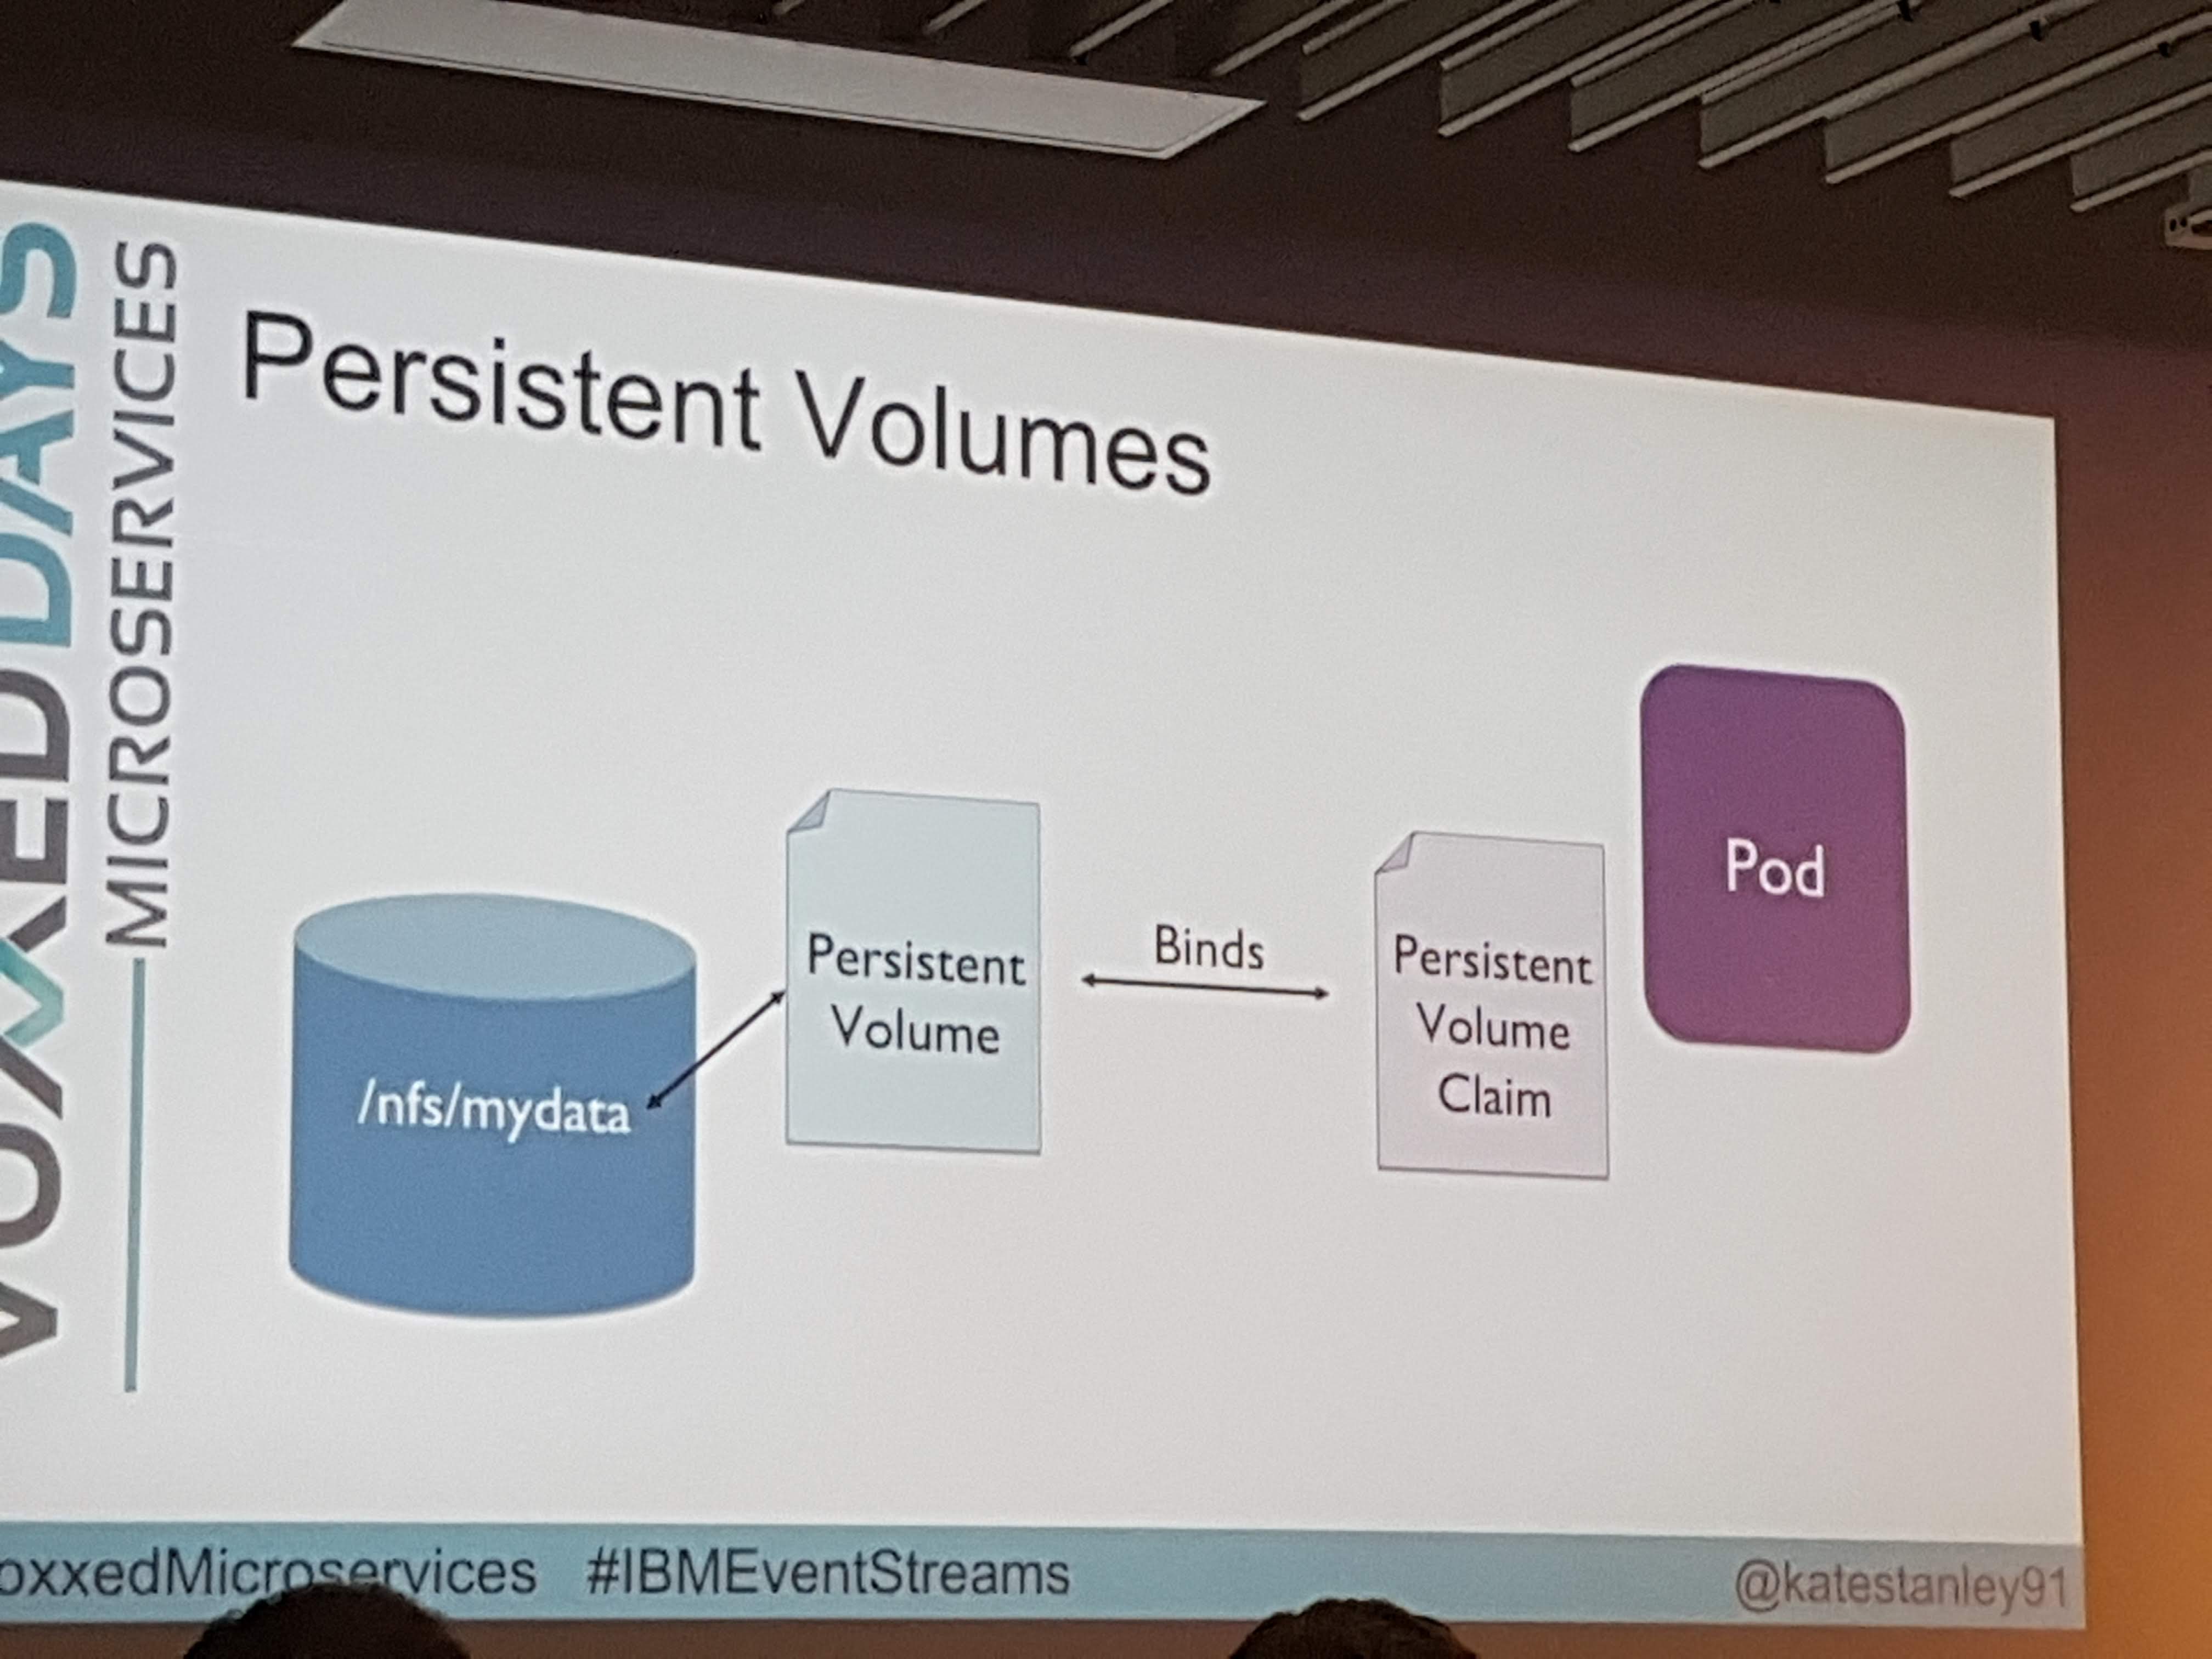 VOXXEDDAYS
MICROSERVICES
Persistent Volumes
/nfs/mydata
Persistent
Volume
Binds
Persistent
Volume
Claim
Pod
oxxedMicroservices #IBMEventStreams
@katestanley91